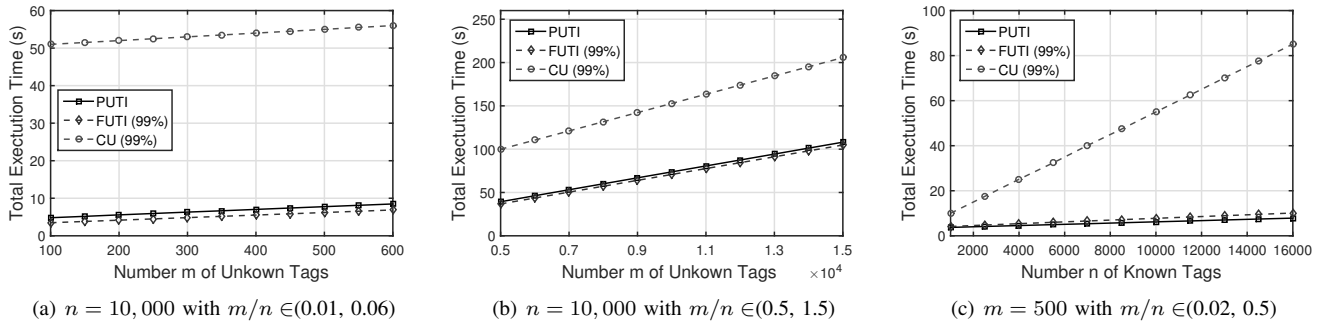 Total Exectution Time (s)
60
50
40
30
20
10
0
PUTI
FUTI (99%)
CU (99%)
100
200
300
400
500
600
Number m of Unkown Tags
(a) n = 10, 000 with m/n ∈(0.01, 0.06)
Total Exectution Time (s)
260
200
150
100
50
0
PUTI
FUTI (99%)
CU (99%)
0.5
0.7
0.9
1.1
1.3
1.5
× 10⁴
Number m of Unkown Tags
(b) n = 10, 000 with m/n ∈(0.5, 1.5)
Total Exectution Time (s)
100
80
60
40
20
0
PUTI
FUTI (99%)
CU (99%)
2000
4000
6000
8000
10000
12000
14000
16000
Number n of Known Tags
(c) m = 500 with m/n ∈(0.02, 0.5)